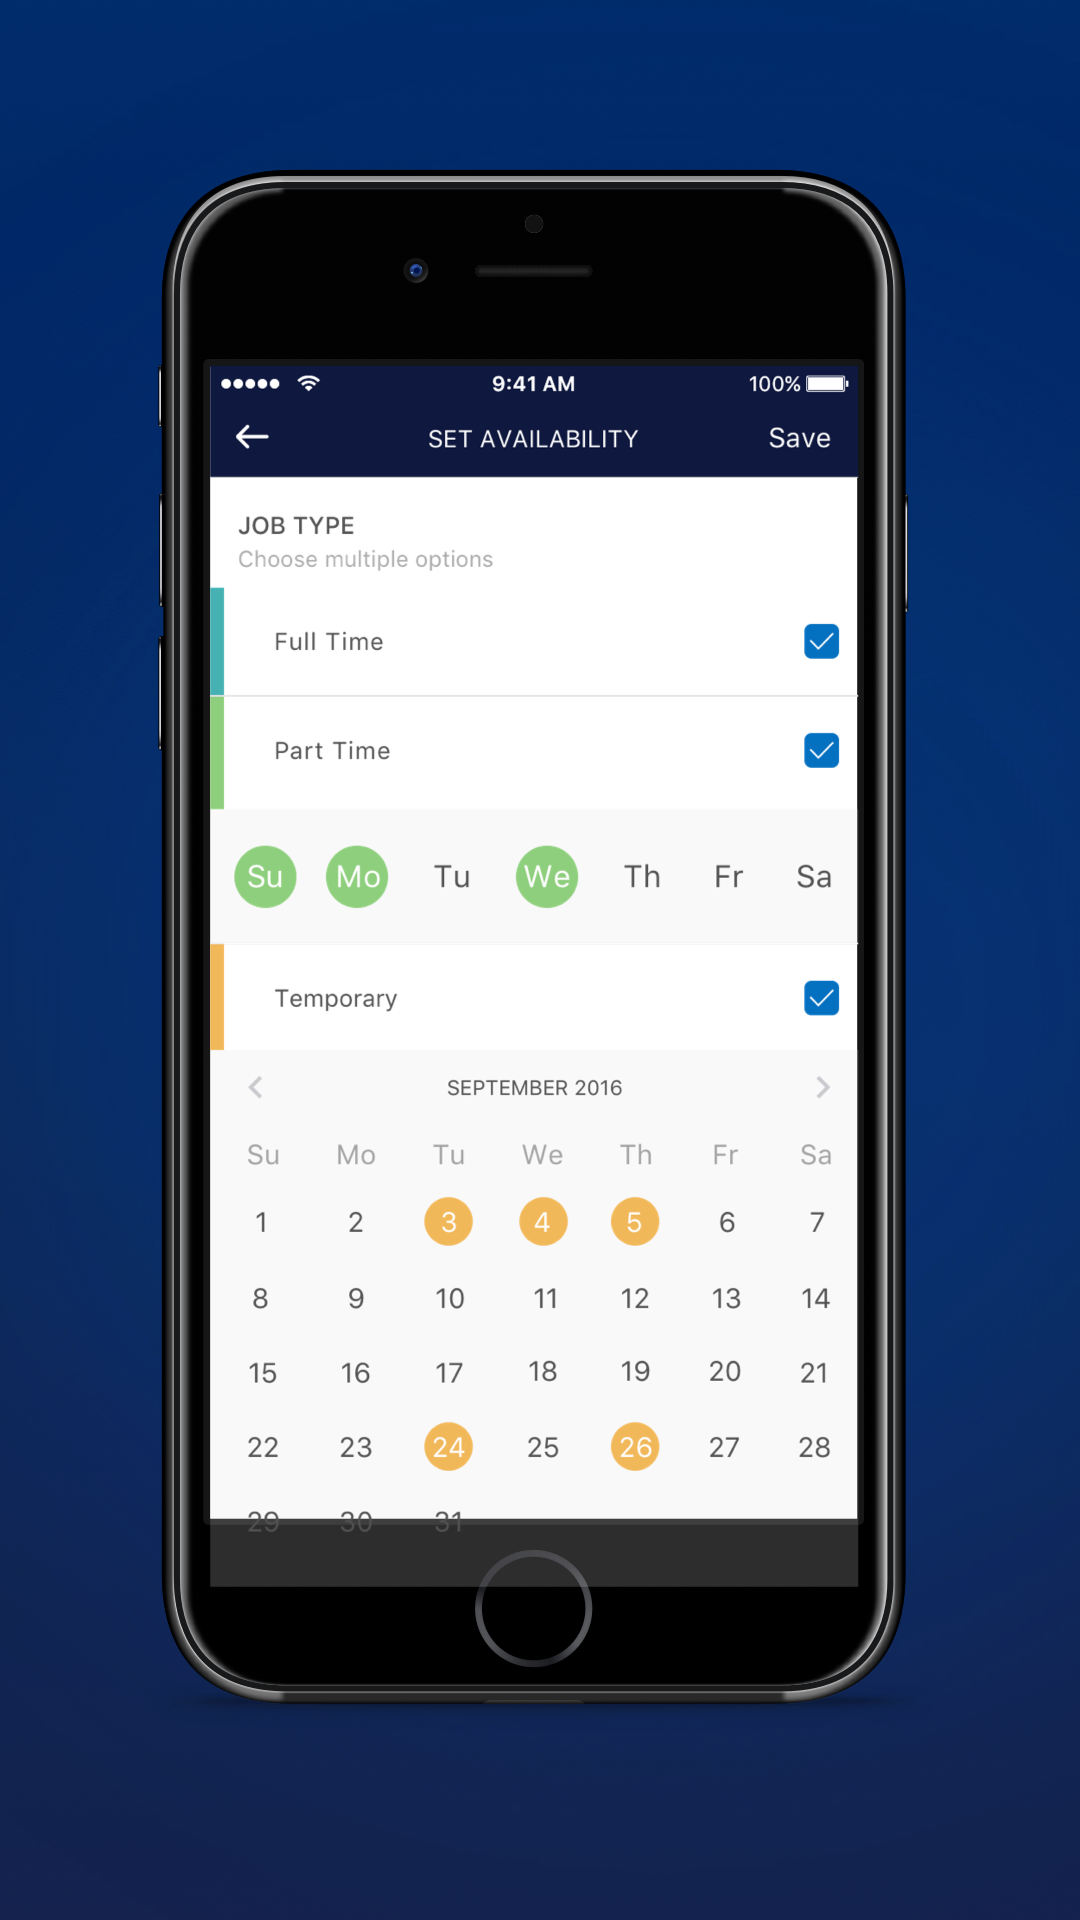 9:41 AM 100%
SET AVAILABILITY Save
JOB TYPE
Choose multiple options
Full Time
Part Time
Su Mo Tu We Th Fr Sa
Temporary
SEPTEMBER 2016
Su Mo Tu We Th Fr Sa
1 2 3 4 5 6 7
8 9 10 11 12 13 14
15 16 17 18 19 20 21
22 23 24 25 26 27 28
29 30 31